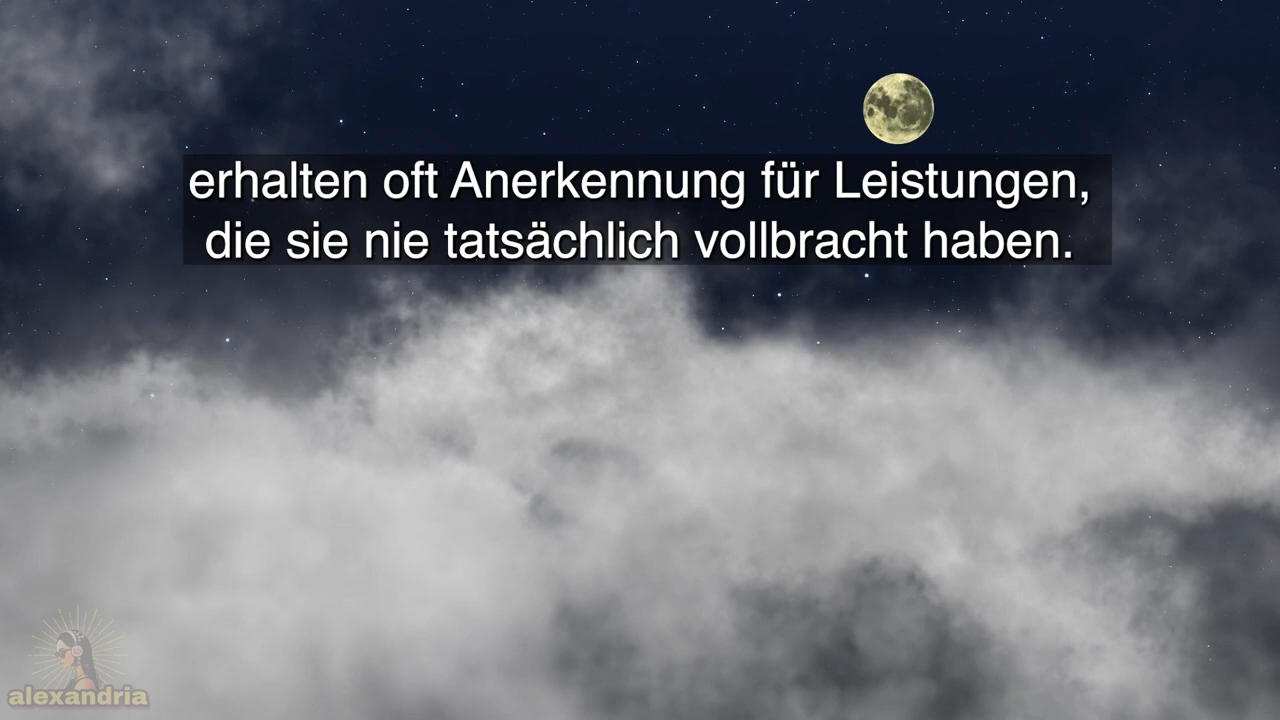 erhalten oft Anerkennung für Leistungen,
die sie nie tatsächlich vollbracht haben.
alexandria